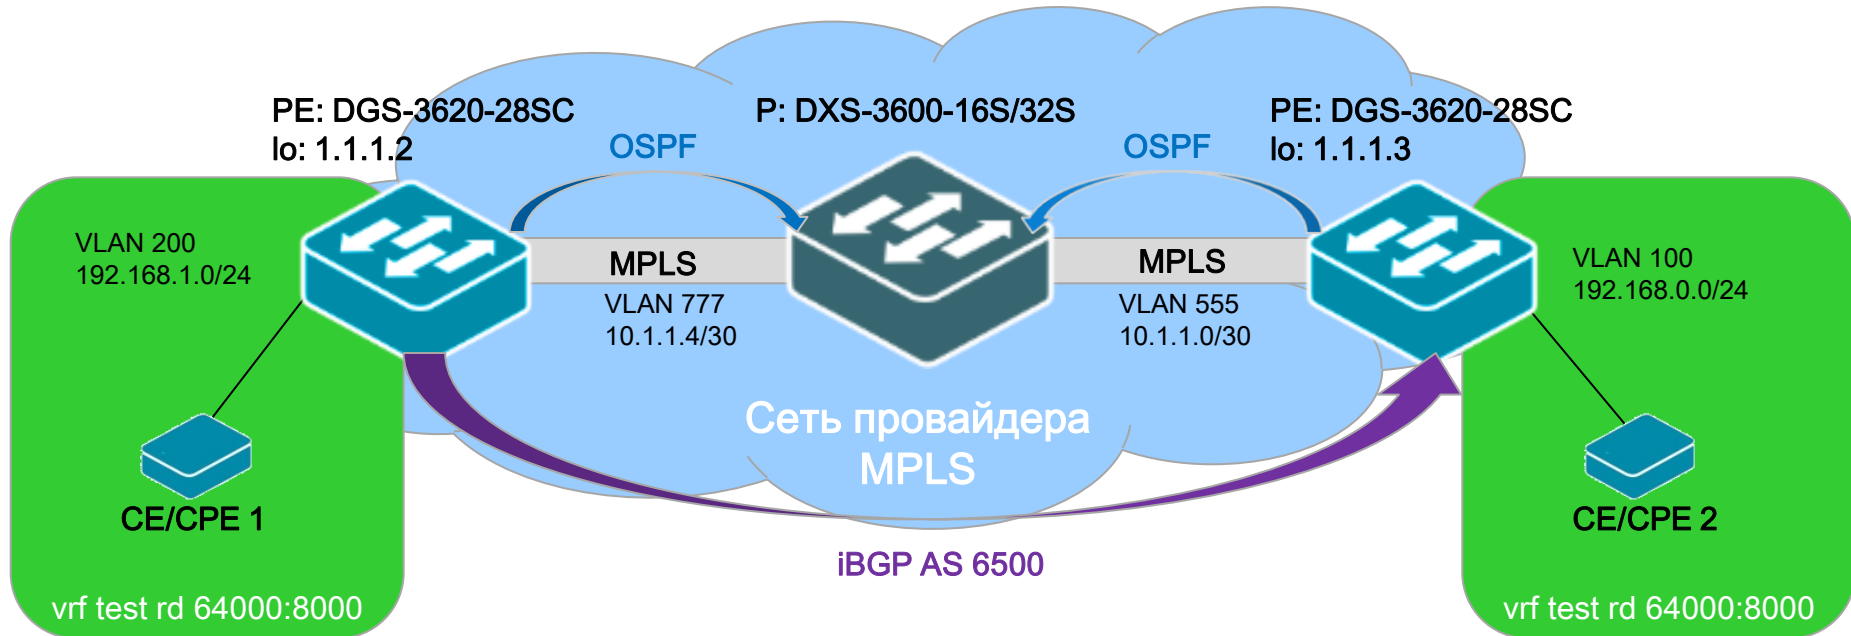 PE: DGS-3620-28SC
lo: 1.1.1.2
P: DXS-3600-16S/32S
PE: DGS-3620-28SC
lo: 1.1.1.3
OSPF
OSPF
VLAN 200
192.168.1.0/24
MPLS
VLAN 777
10.1.1.4/30
MPLS
VLAN 555
10.1.1.0/30
VLAN 100
192.168.0.0/24
Сеть провайдера
MPLS
CE/CPE 1
CE/CPE 2
iBGP AS 6500
vrf test rd 64000:8000
vrf test rd 64000:8000